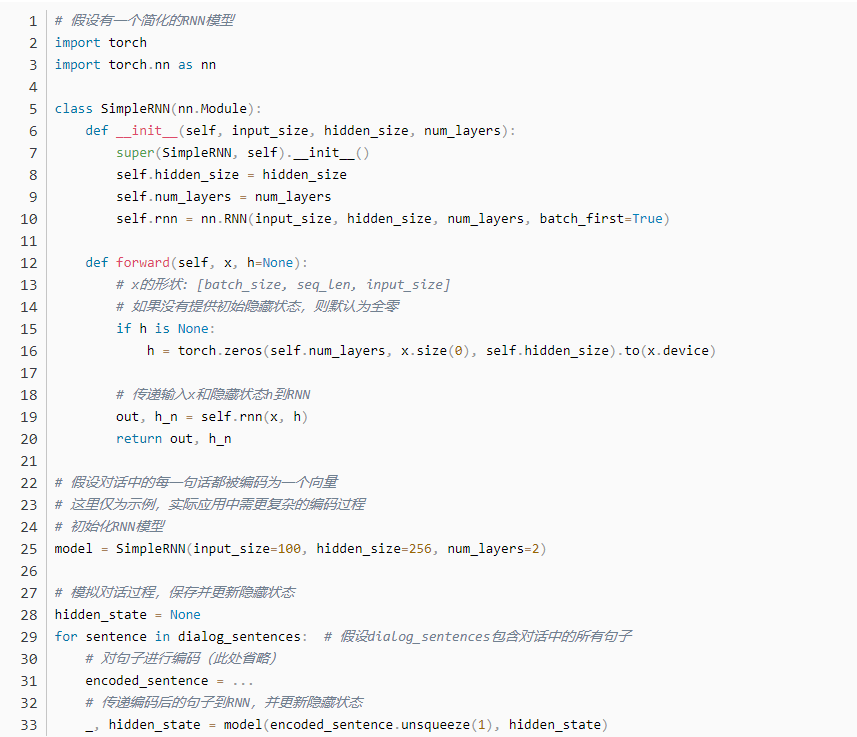 1 # 假设有一个简化的RNN模型
2 import torch
3 import torch.nn as nn
4
5 class SimpleRNN(nn.Module):
6     def __init__(self, input_size, hidden_size, num_layers):
7         super(SimpleRNN, self).__init__()
8         self.hidden_size = hidden_size
9         self.num_layers = num_layers
10         self.rnn = nn.RNN(input_size, hidden_size, num_layers, batch_first=True)
11
12     def forward(self, x, h=None):
13         # x的形状: [batch_size, seq_len, input_size]
14         # 如果没有提供初始隐藏状态，则默认为全零
15         if h is None:
16             h = torch.zeros(self.num_layers, x.size(0), self.hidden_size).to(x.device)
17
18         # 传递输入x和隐藏状态h到RNN
19         out, h_n = self.rnn(x, h)
20         return out, h_n
21
22 # 假设对话中的每一句话都被编码为一个向量
23 # 这里仅为示例，实际应用中需更复杂的编码过程
24 # 初始化RNN模型
25 model = SimpleRNN(input_size=100, hidden_size=256, num_layers=2)
26
27 # 模拟对话过程，保存并更新隐藏状态
28 hidden_state = None
29 for sentence in dialog_sentences:  # 假设dialog_sentences包含对话中的所有句子
30     # 对句子进行编码（此处省略）
31     encoded_sentence = ...
32     # 传递编码后的句子到RNN，并更新隐藏状态
33     _, hidden_state = model(encoded_sentence.unsqueeze(1), hidden_state)